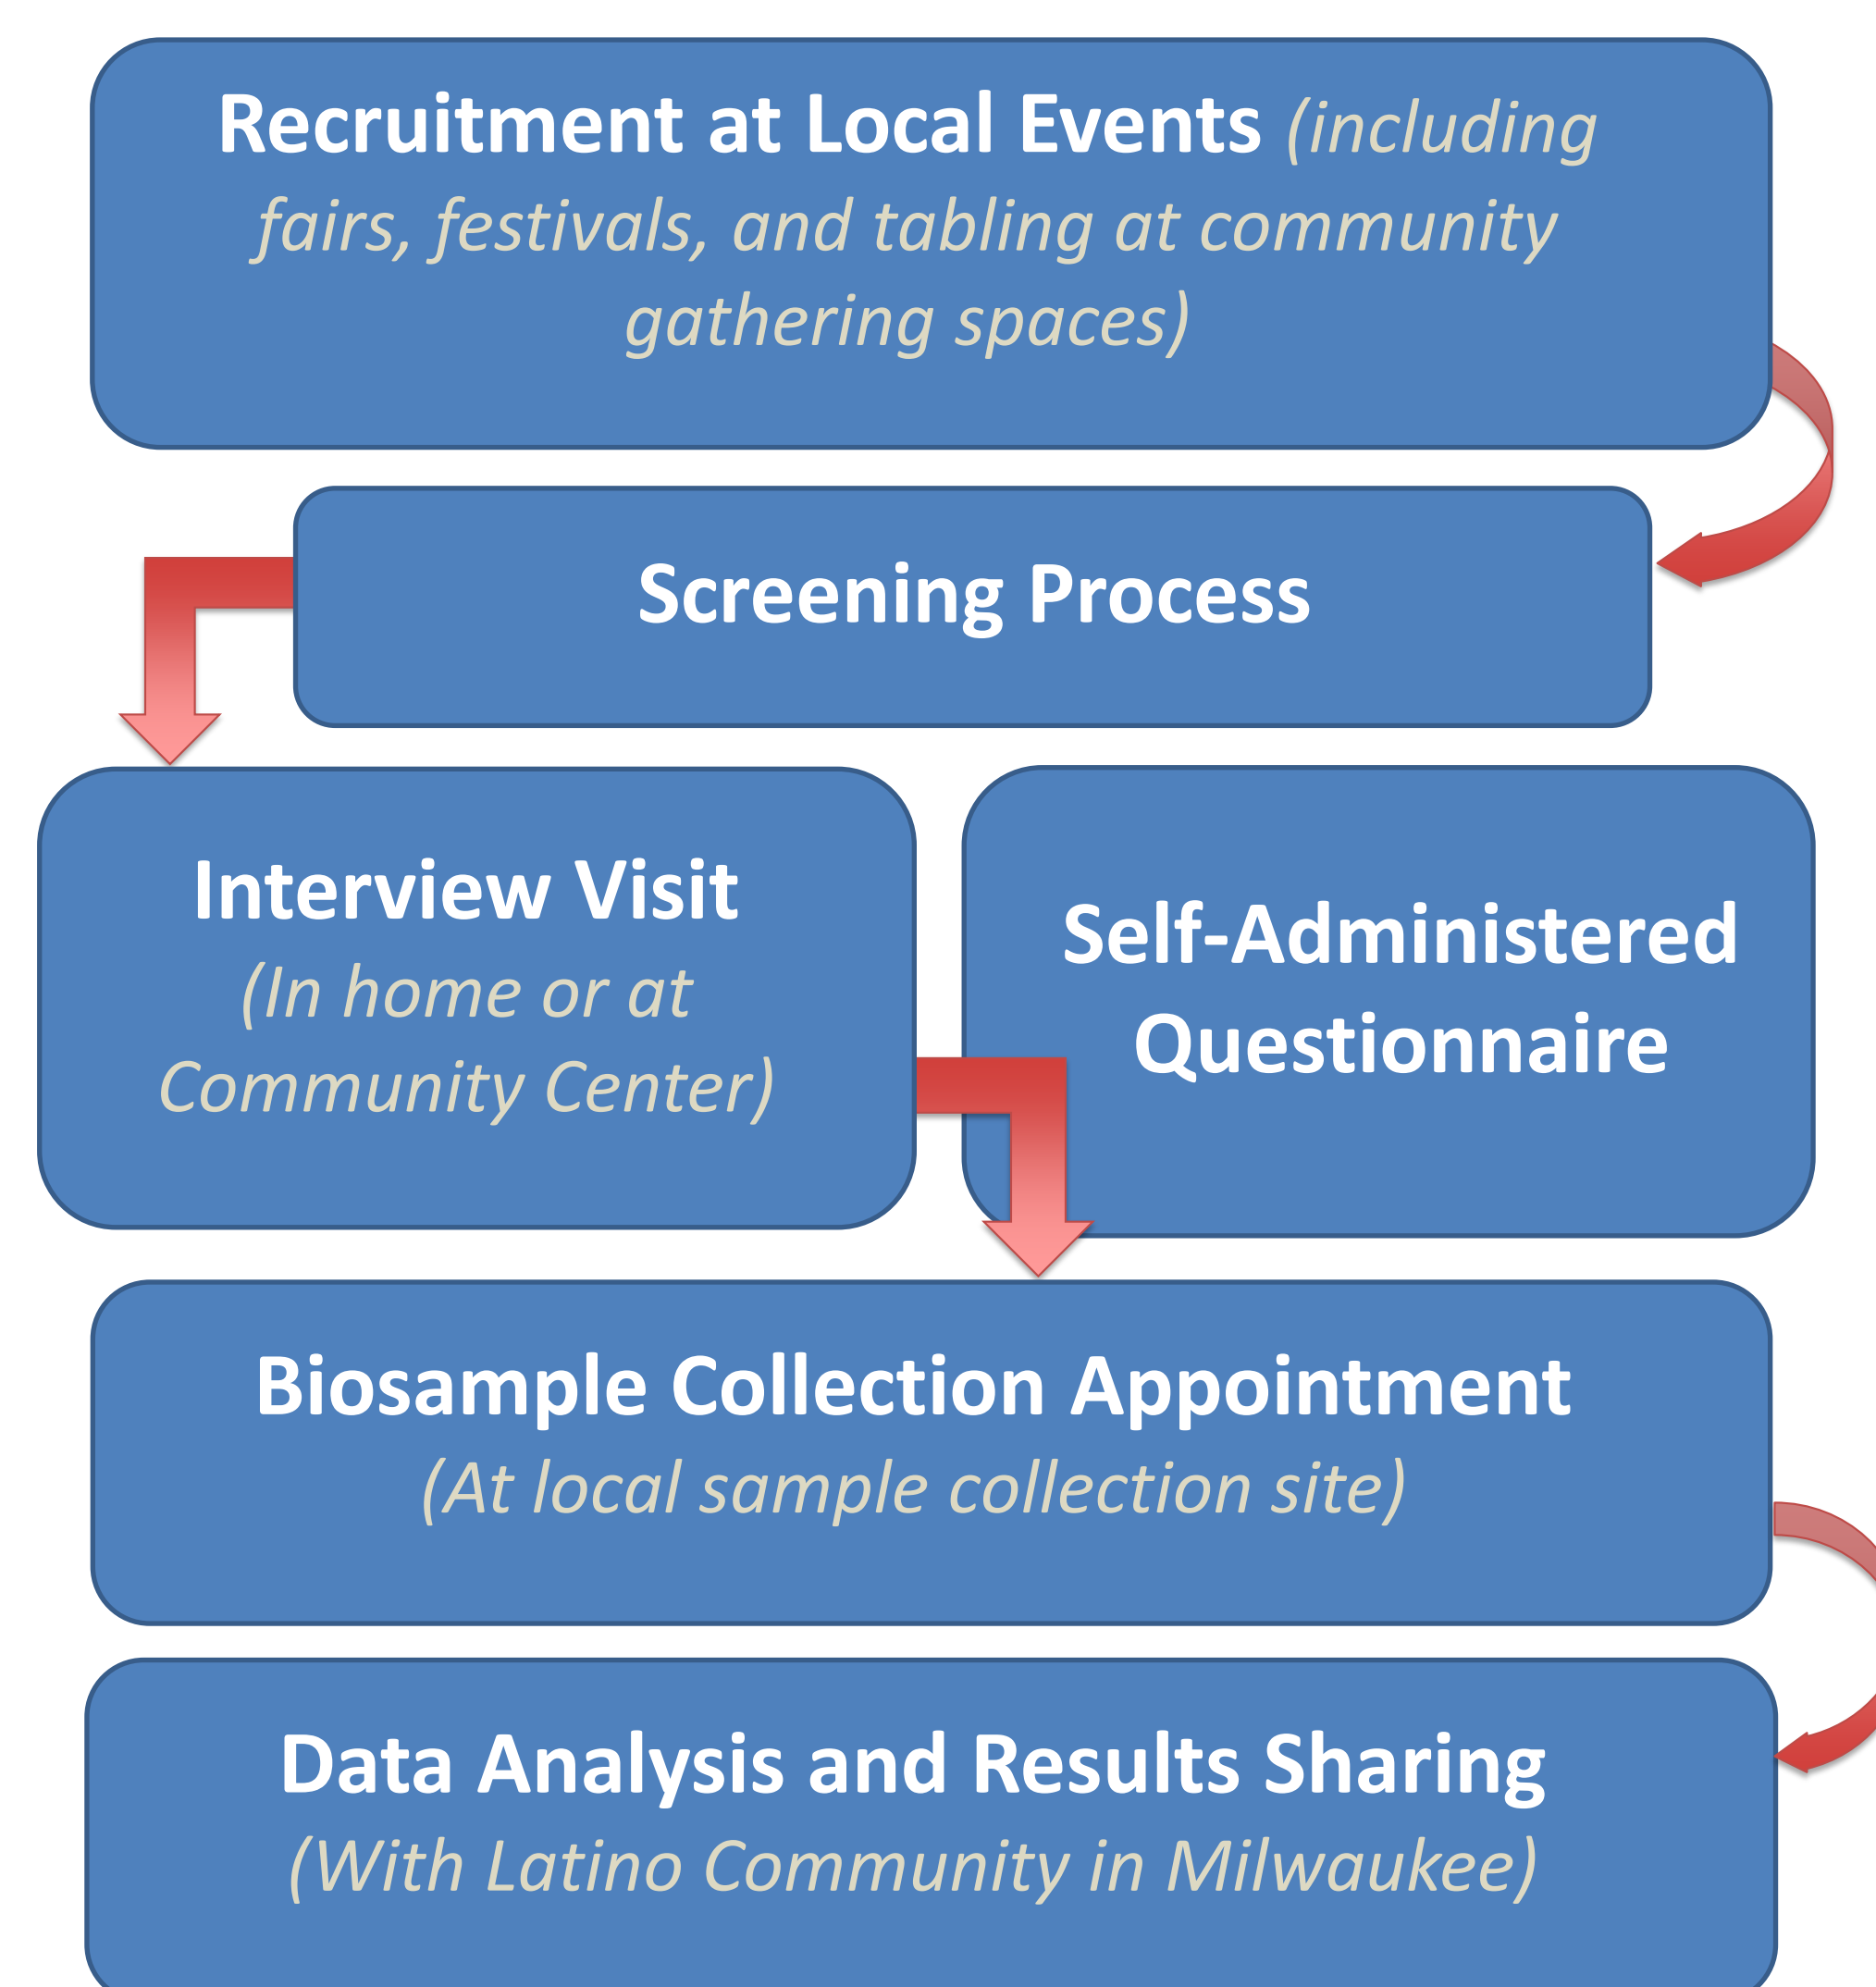 Recruitment at Local Events (including
fairs, festivals, and tabling at community
gathering spaces)
Screening Process
Interview Visit
(In home or at
Community Center)
Self-Administered
Questionnaire
Biosample Collection Appointment
(At local sample collection site)
Data Analysis and Results Sharing
(With Latino Community in Milwaukee)